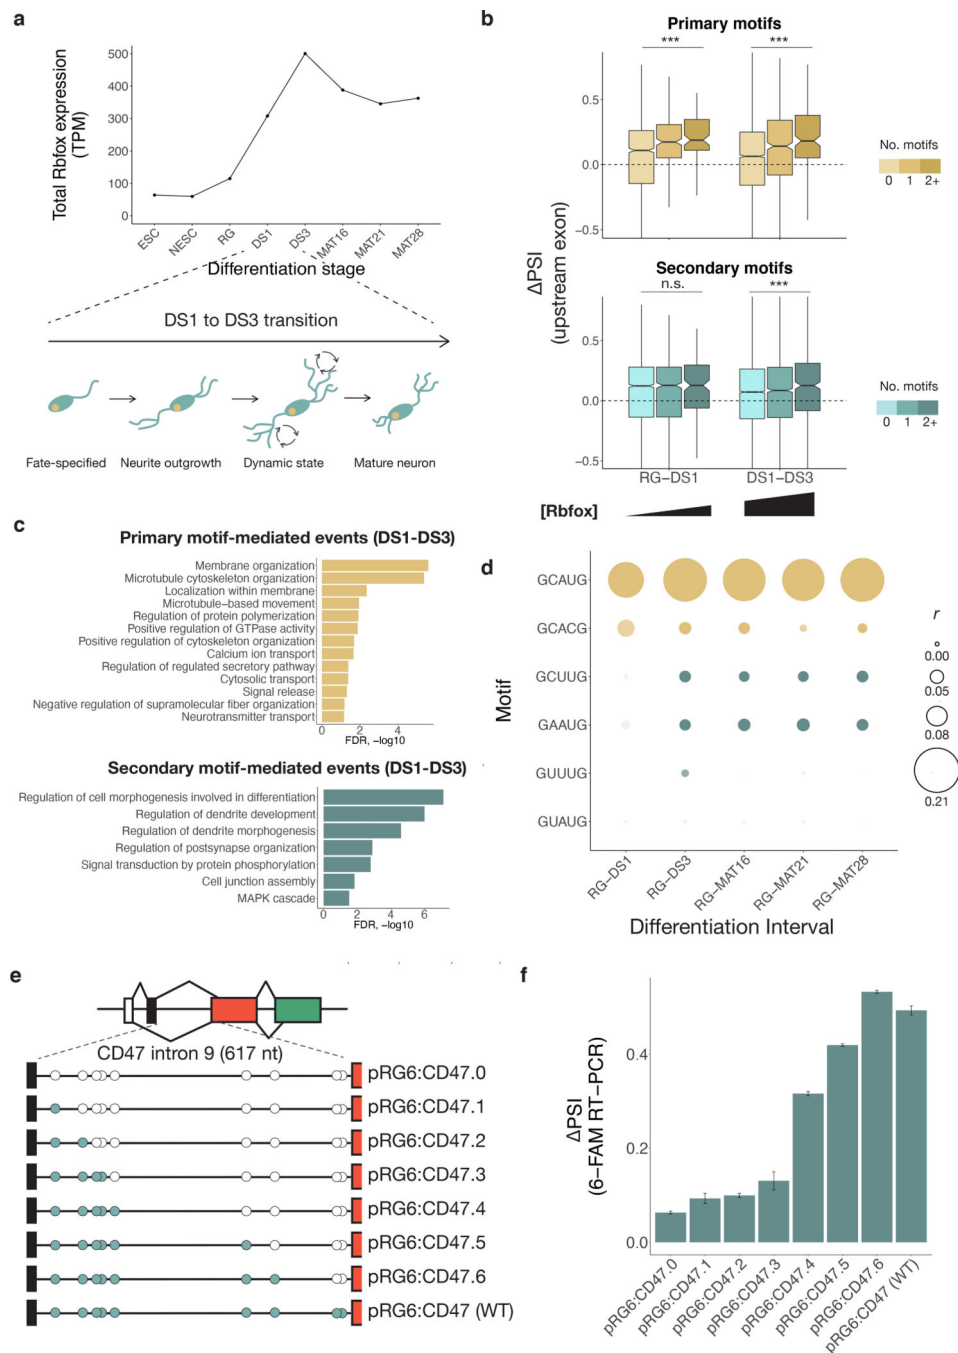 a
Total Rbfox expression
(TPM)
500
400
300
200
100
0
ESC
NESC
RG
DS1
DS3
MAT16
MAT21
MAT28
Differentiation stage
DS1 to DS3 transition
Fate-specified
Neurite outgrowth
Dynamic state
Mature neuron
b
Primary motifs
***
***
0.5
0.0
−0.5
No. motifs
0 1 2+
ΔPSI
(upstream exon)
Secondary motifs
n.s.
***
0.5
0.0
−0.5
No. motifs
0 1 2+
RG−DS1
DS1−DS3
[Rbfox]
c
Primary motif-mediated events (DS1-DS3)
Membrane organization
Microtubule cytoskeleton organization
Localization within membrane
Microtubule-based movement
Regulation of protein polymerization
Positive regulation of GTPase activity
Positive regulation of cytoskeleton organization
Calcium ion transport
Regulation of regulated secretory pathway
Cytosolic transport
Signal release
Negative regulation of supramolecular fiber organization
Neurotransmitter transport
0 2 4
FDR, −log10
Secondary motif-mediated events (DS1-DS3)
Regulation of cell morphogenesis involved in differentiation
Regulation of dendrite development
Regulation of dendrite morphogenesis
Regulation of postsynapse organization
Signal transduction by protein phosphorylation
Cell junction assembly
MAPK cascade
0 2 4 6
FDR, −log10
d
Motif
GCAUG
GCACG
GCUUG
GAAUG
GUUUG
GUAUG
RG−DS1
RG−DS3
RG−MAT16
RG−MAT21
RG−MAT28
Differentiation Interval
r
0.00
0.05
0.08
0.21
e
CD47 intron 9 (617 nt)
pRG6:CD47.0
pRG6:CD47.1
pRG6:CD47.2
pRG6:CD47.3
pRG6:CD47.4
pRG6:CD47.5
pRG6:CD47.6
pRG6:CD47 (WT)
f
ΔPSI
(6−FAM RT−PCR)
0.4
0.2
0.0
pRG6:CD47.0
pRG6:CD47.1
pRG6:CD47.2
pRG6:CD47.3
pRG6:CD47.4
pRG6:CD47.5
pRG6:CD47.6
pRG6:CD47 (WT)